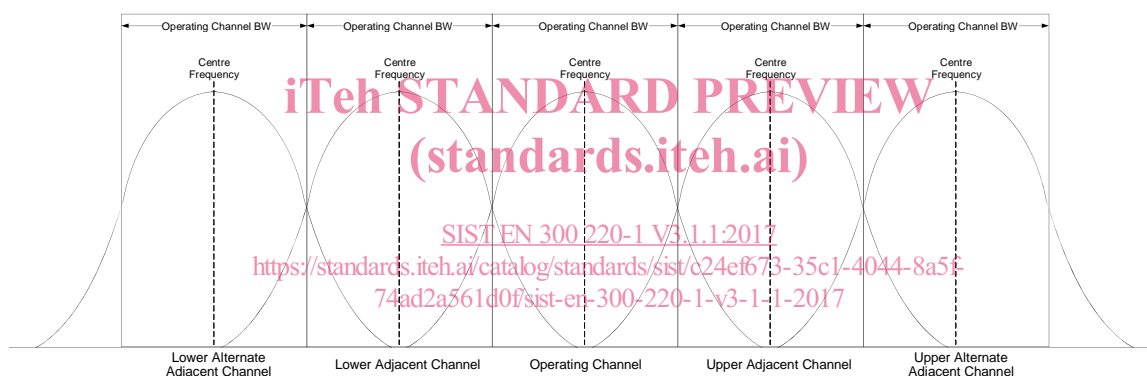 Operating Channel BW Operating Channel BW Operating Channel BW Operating Channel BW Operating Channel BW
Centre Centre Centre Centre Centre
Frequency Frequency Frequency Frequency Frequency
iTeh STANDARD PREVIEW
(standards.iteh.ai)
SIST EN 300 220-1 V3.1.1:2017
https://standards.iteh.ai/catalog/standards/sist/c24ef673-35c1-4044-8a5f-
74ad2a561d0f/sist-en-300-220-1-v3-1-1-2017
Lower Alternate
Adjacent Channel
Lower Adjacent Channel
Operating Channel
Upper Adjacent Channel
Upper Alternate
Adjacent Channel